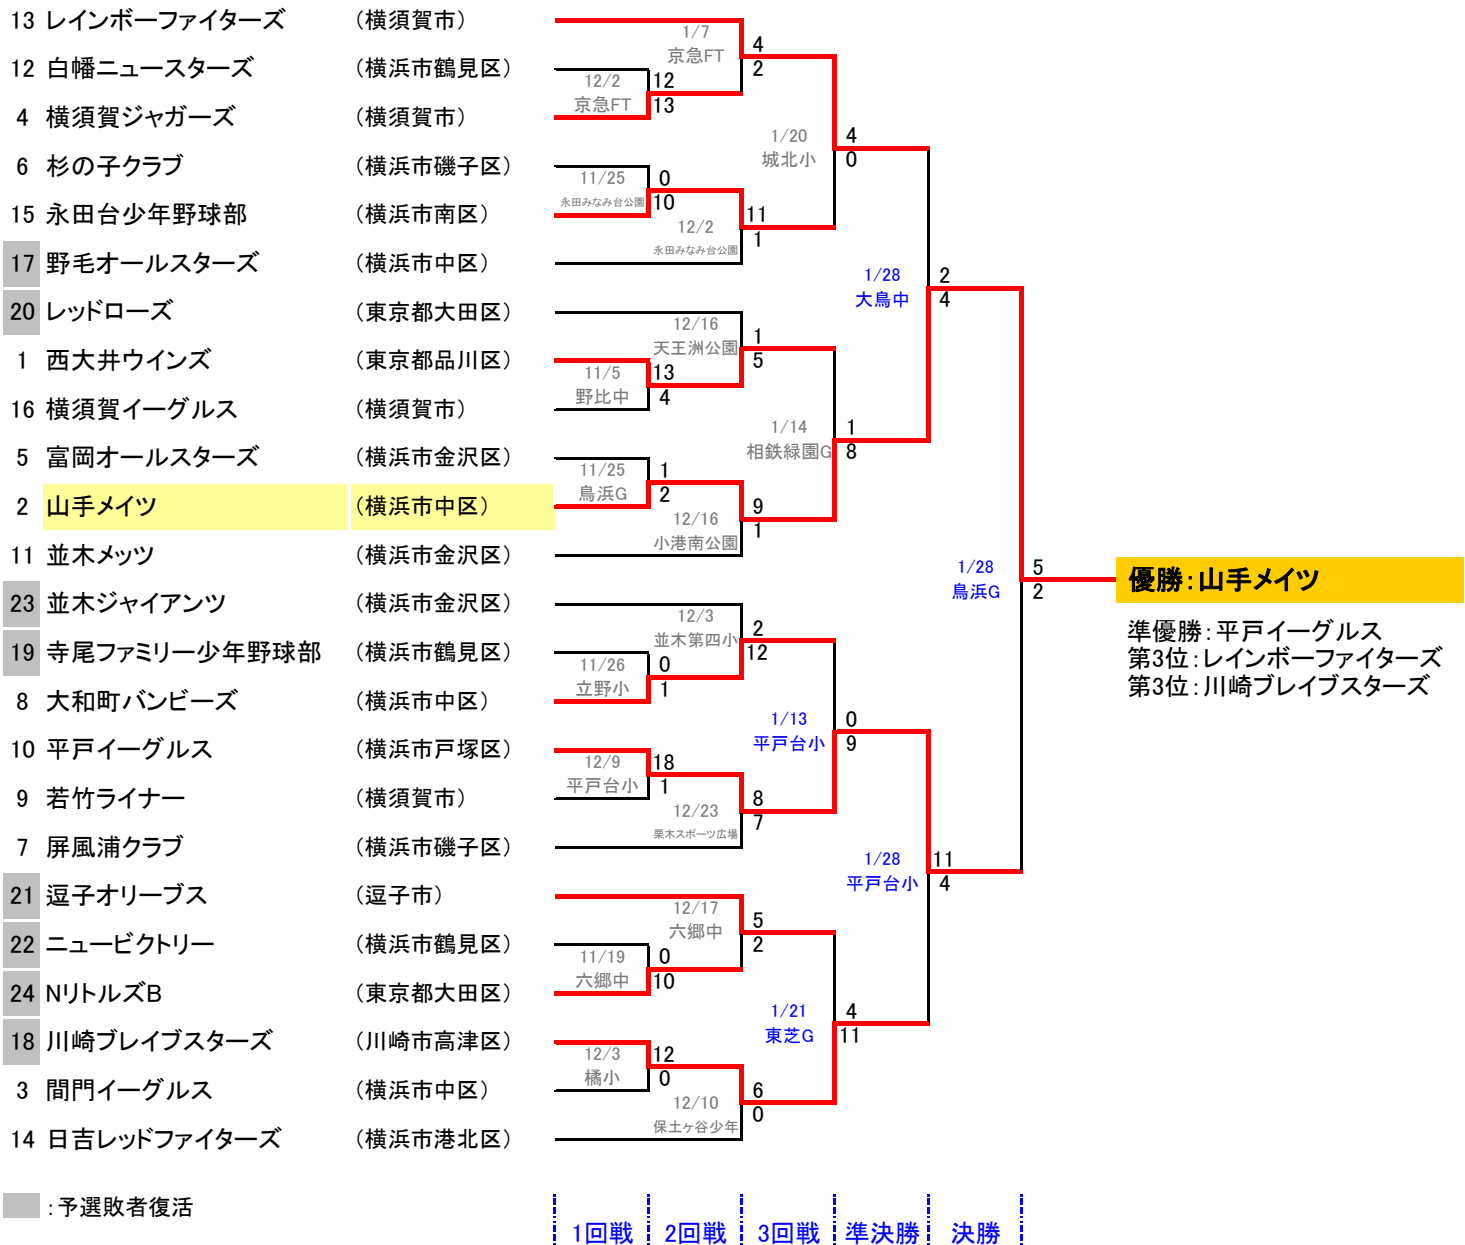 13 レインボーファイターズ （横須賀市）
12 白幡ニュースターズ （横浜市鶴見区）
4 横須賀ジャガーズ （横須賀市）
6 杉の子クラブ （横浜市磯子区）
15 永田台少年野球部 （横浜市南区）
17 野毛オールスターズ （横浜市中区）
20 レッドローズ （東京都大田区）
1 西大井ウインズ （東京都品川区）
16 横須賀イーグルス （横須賀市）
5 富岡オールスターズ （横浜市金沢区）
2 山手メイツ （横浜市中区）
11 並木メッツ （横浜市金沢区）
23 並木ジャイアンツ （横浜市金沢区）
19 寺尾ファミリー少年野球部 （横浜市鶴見区）
8 大和町バンビーズ （横浜市中区）
10 平戸イーグルス （横浜市戸塚区）
9 若竹ライナー （横須賀市）
7 屏風浦クラブ （横浜市磯子区）
21 逗子オリーブス （逗子市）
22 ニュービクトリー （横浜市鶴見区）
24 NリトルズB （東京都大田区）
18 川崎ブレイブスターズ （川崎市高津区）
3 間門イーグルス （横浜市中区）
14 日吉レッドファイターズ （横浜市港北区）
：予選敗者復活
12/2
京急FT
12
13
11/25
永田みなみ台公園
0
10
11/5
野比中
13
4
11/25
鳥浜G
1
2
11/26
立野小
0
1
12/9
平戸台小
18
1
11/19
六郷中
0
10
12/3
橘小
12
0
1/7
京急FT
4
2
12/2
永田みなみ台公園
11
1
12/16
天王洲公園
1
5
12/16
小港南公園
9
1
12/3
並木第四小
2
12
12/23
栗木スポーツ広場
8
7
12/17
六郷中
5
2
12/10
保土ヶ谷少年
6
0
1/20
城北小
4
0
1/14
相鉄緑園G
1
8
1/13
平戸台小
0
9
1/21
東芝G
4
11
1/28
大鳥中
2
4
1/28
平戸台小
11
4
1/28
鳥浜G
5
2
優勝：山手メイツ
準優勝：平戸イーグルス
第3位：レインボーファイターズ
第3位：川崎ブレイブスターズ
1回戦 2回戦 3回戦 準決勝 決勝